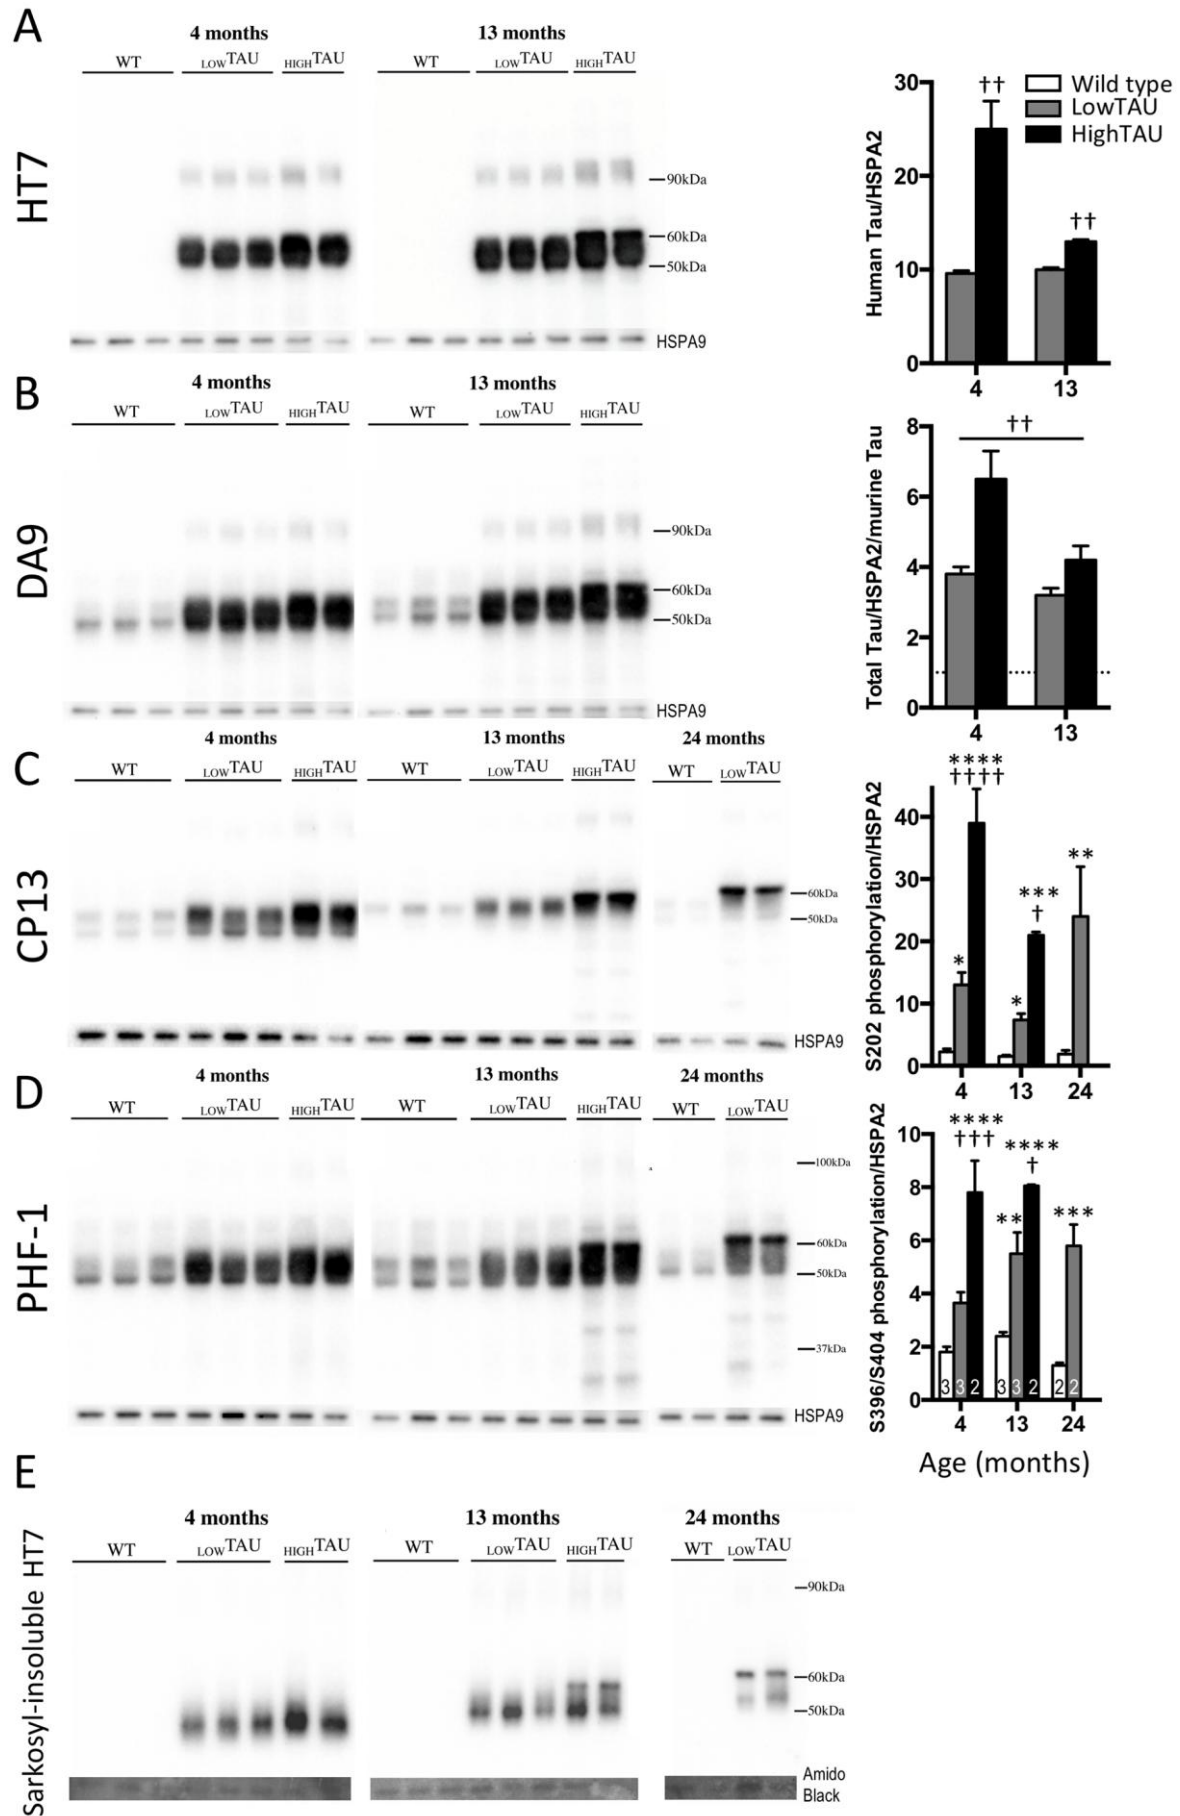 A
4 months
13 months
WT
LOWTAU
HIGHTAU
WT
LOWTAU
HIGHTAU
HT7
90kDa
60kDa
50kDa
HSPA9
Human Tau/HSPA2
30
20
10
0
††
††
4
13
Wild type
LowTAU
HighTAU
B
4 months
13 months
WT
LOWTAU
HIGHTAU
WT
LOWTAU
HIGHTAU
DA9
90kDa
60kDa
50kDa
HSPA9
Total Tau/HSPA2/murine Tau
8
6
4
2
0
††
4
13
C
4 months
13 months
24 months
WT
LOWTAU
HIGHTAU
WT
LOWTAU
HIGHTAU
WT
LOWTAU
CP13
60kDa
50kDa
HSPA9
S202 phosphorylation/HSPA2
40
30
20
10
0
*
****
††††
*
***
†
**
4
13
24
D
4 months
13 months
24 months
WT
LOWTAU
HIGHTAU
WT
LOWTAU
HIGHTAU
WT
LOWTAU
PHF-1
100kDa
60kDa
50kDa
37kDa
HSPA9
S396/S404 phosphorylation/HSPA2
10
8
6
4
2
0
****
†††
**
****
†
***
3 3 2
3 3 2
2 2
4
13
24
Age (months)
E
4 months
13 months
24 months
WT
LOWTAU
HIGHTAU
WT
LOWTAU
HIGHTAU
WT
LOWTAU
Sarkosyl-insoluble HT7
90kDa
60kDa
50kDa
Amido
Black